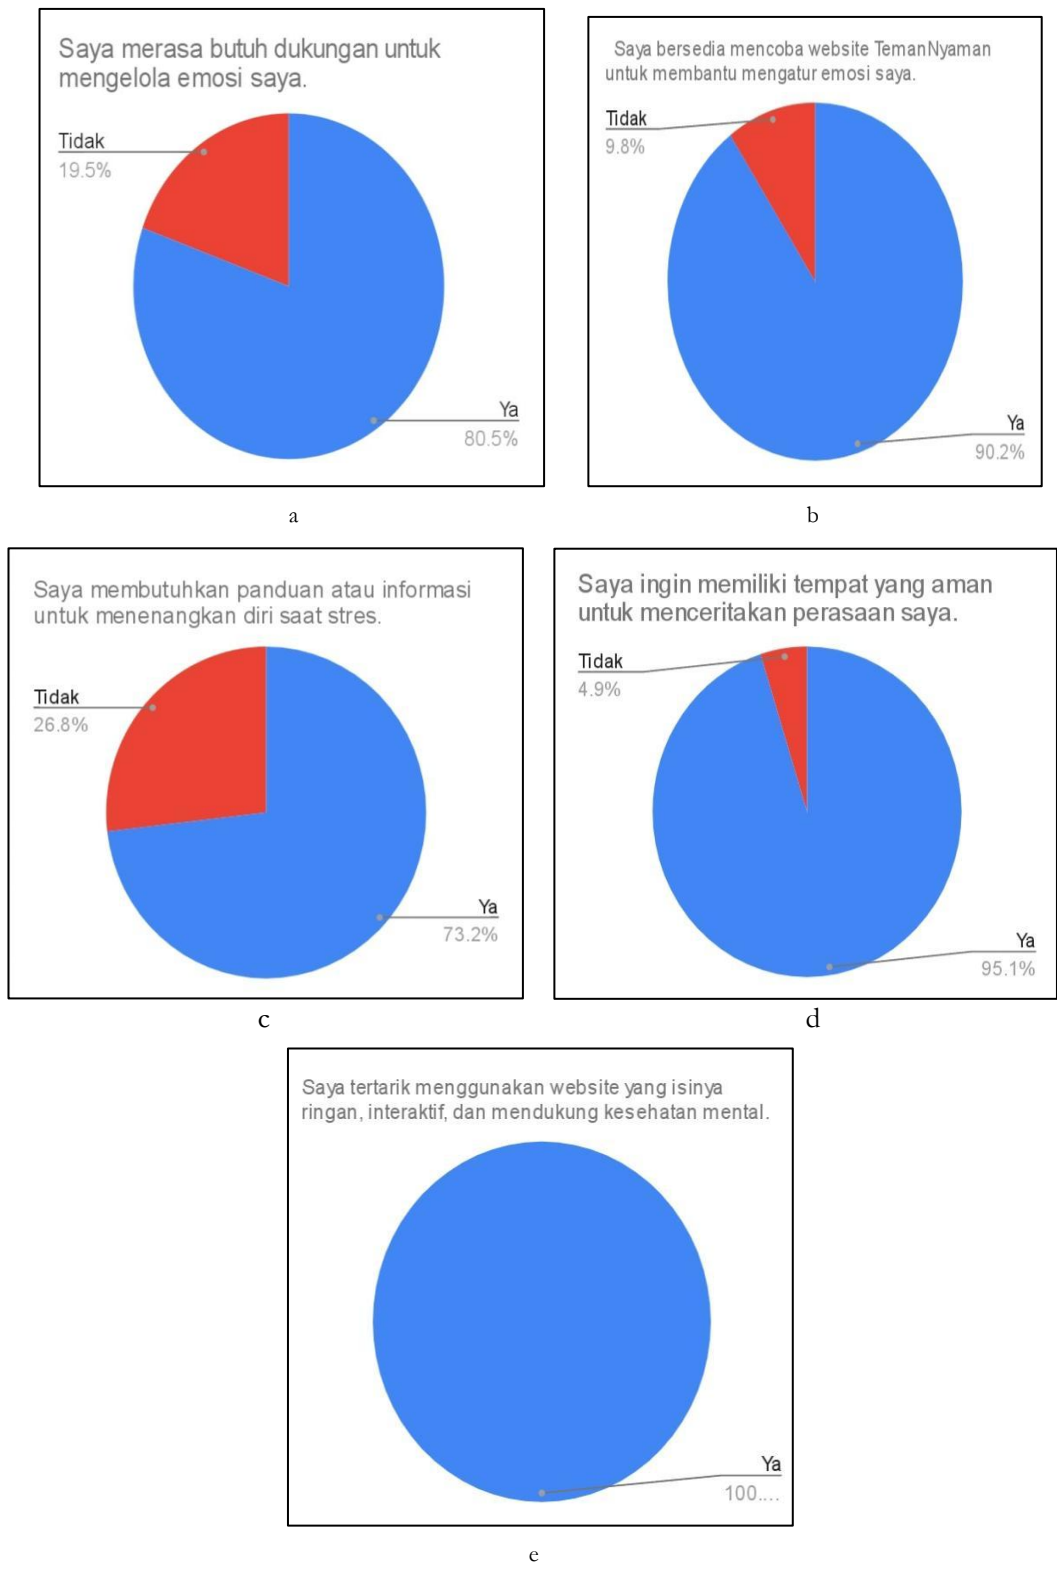 Saya merasa butuh dukungan untuk
mengelola emosi saya.
Tidak
19.5%
Ya
80.5%
a
Saya bersedia mencoba website TemanNyaman
untuk membantu mengatur emosi saya.
Tidak
9.8%
Ya
90.2%
b
Saya membutuhkan panduan atau informasi
untuk menenangkan diri saat stres.
Tidak
26.8%
Ya
73.2%
c
Saya ingin memiliki tempat yang aman
untuk menceritakan perasaan saya.
Tidak
4.9%
Ya
95.1%
d
Saya tertarik menggunakan website yang isinya
ringan, interaktif, dan mendukung kesehatan mental.
Ya
100....
e